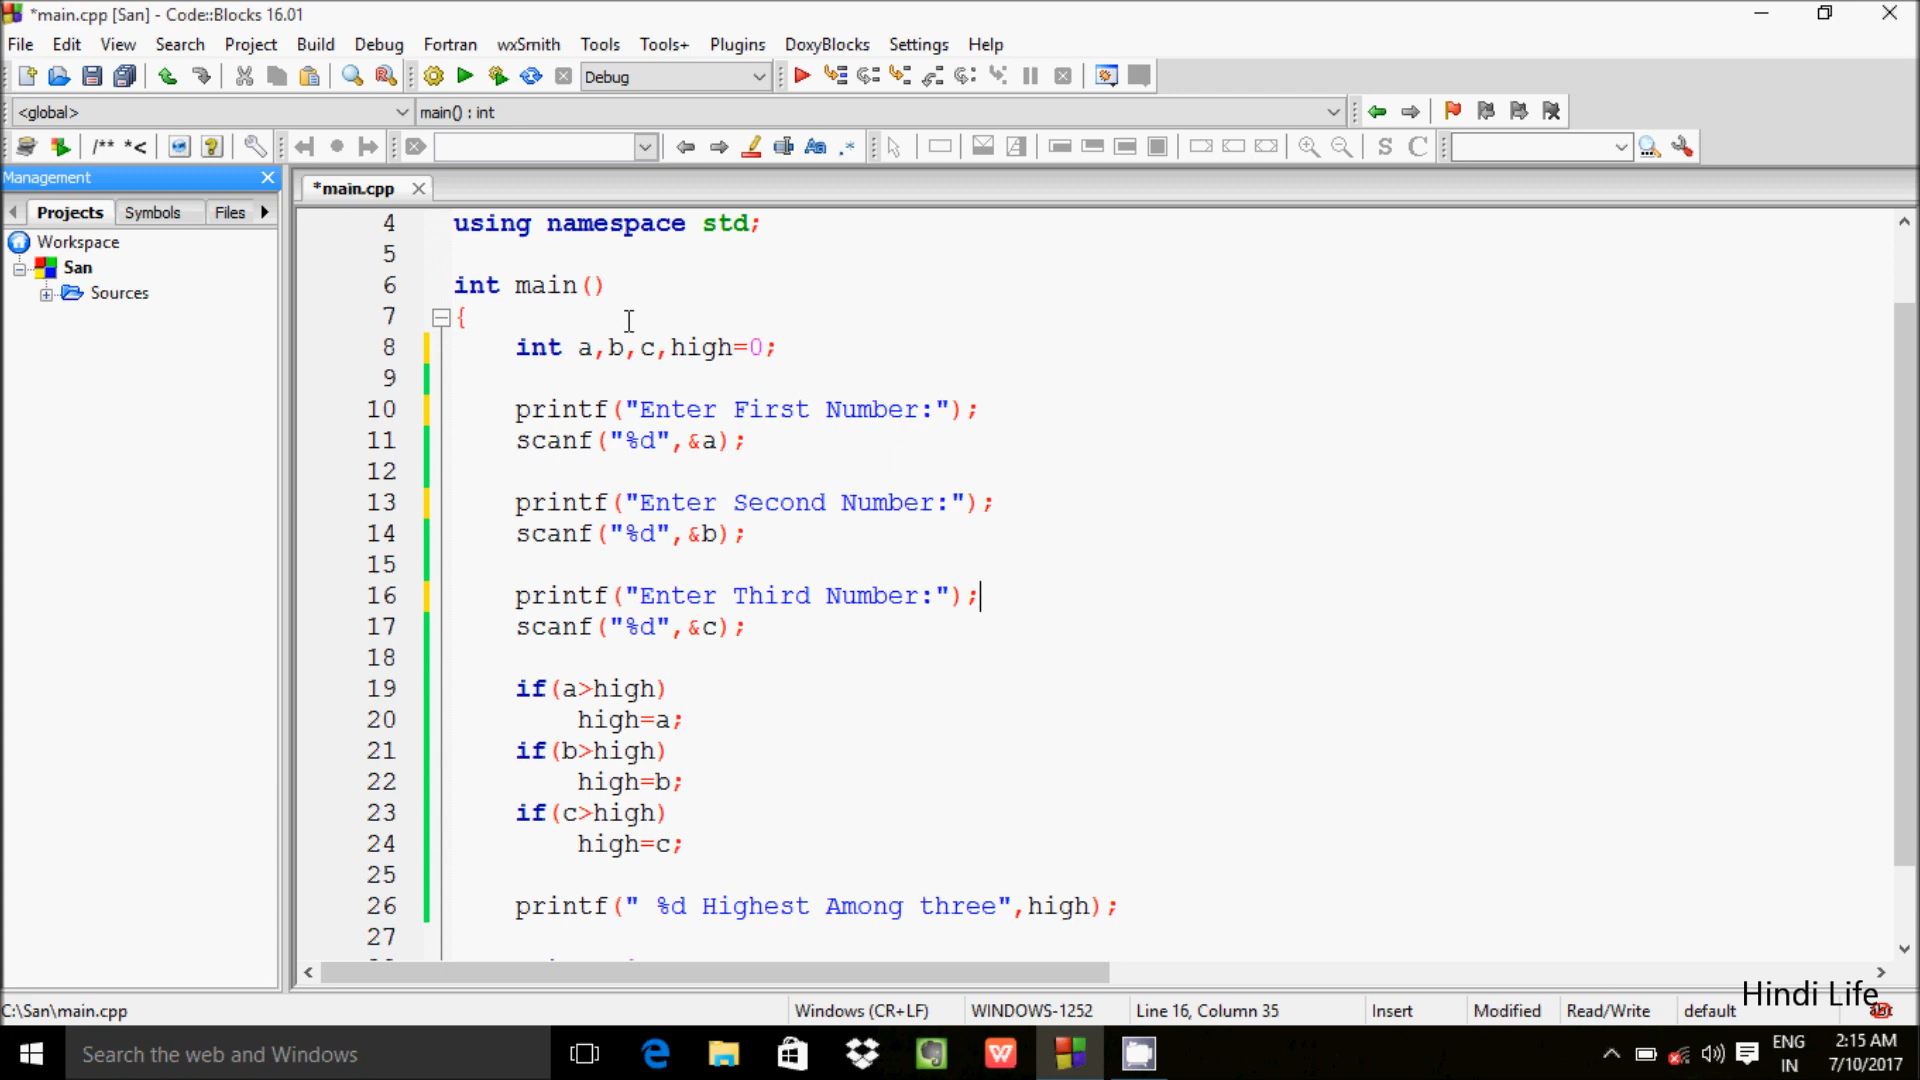 *main.cpp [San] - Code::Blocks 16.01
File Edit View Search Project Build Debug Fortran wxSmith Tools Tools+ Plugins DoxyBlocks Settings Help
Debug
<global> main() : int
/** *<
S C
Management
*main.cpp
Projects Symbols Files
Workspace
San
Sources
4 using namespace std;
5
6 int main()
7 {
8 int a,b,c,high=0;
9
10 printf("Enter First Number:");
11 scanf("%d",&a);
12
13 printf("Enter Second Number:");
14 scanf("%d",&b);
15
16 printf("Enter Third Number:");
17 scanf("%d",&c);
18
19 if(a>high)
20 high=a;
21 if(b>high)
22 high=b;
23 if(c>high)
24 high=c;
25
26 printf(" %d Highest Among three",high);
27
Hindi Life
C:\San\main.cpp Windows (CR+LF) WINDOWS-1252 Line 16, Column 35 Insert Modified Read/Write default
Search the web and Windows
ENG
IN
2:15 AM
7/10/2017